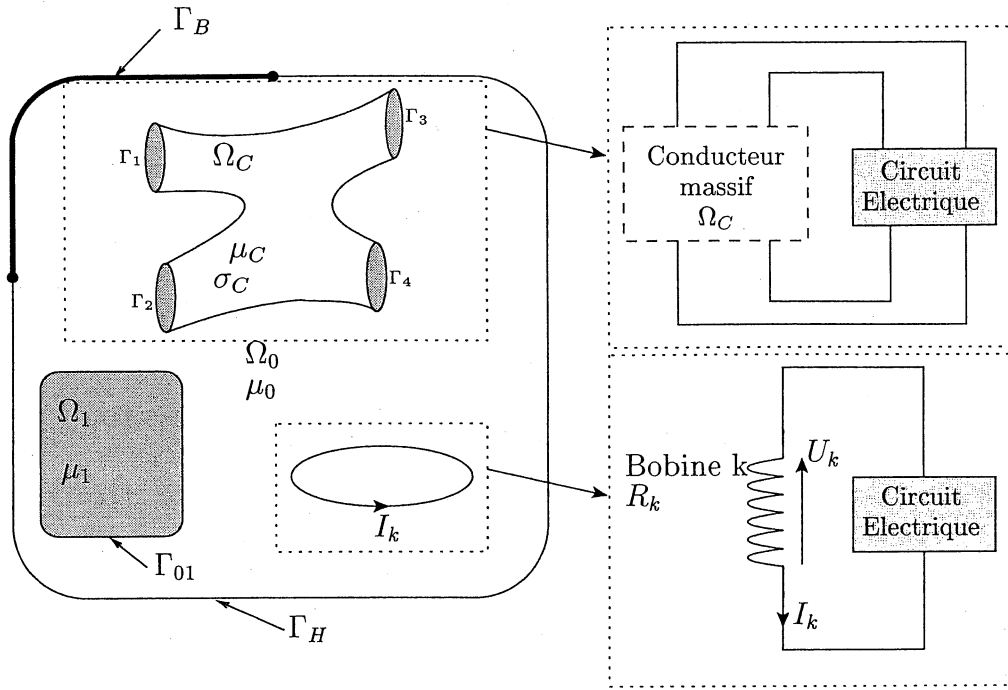 Γ_B
Γ_1
Ω_C
Γ_3
μ_C
σ_C
Γ_2
Γ_4
Ω_0
μ_0
Ω_1
μ_1
Γ_01
I_k
Γ_H
Conducteur
massif
Ω_C
Circuit
Electrique
Bobine k
R_k
U_k
I_k
Circuit
Electrique